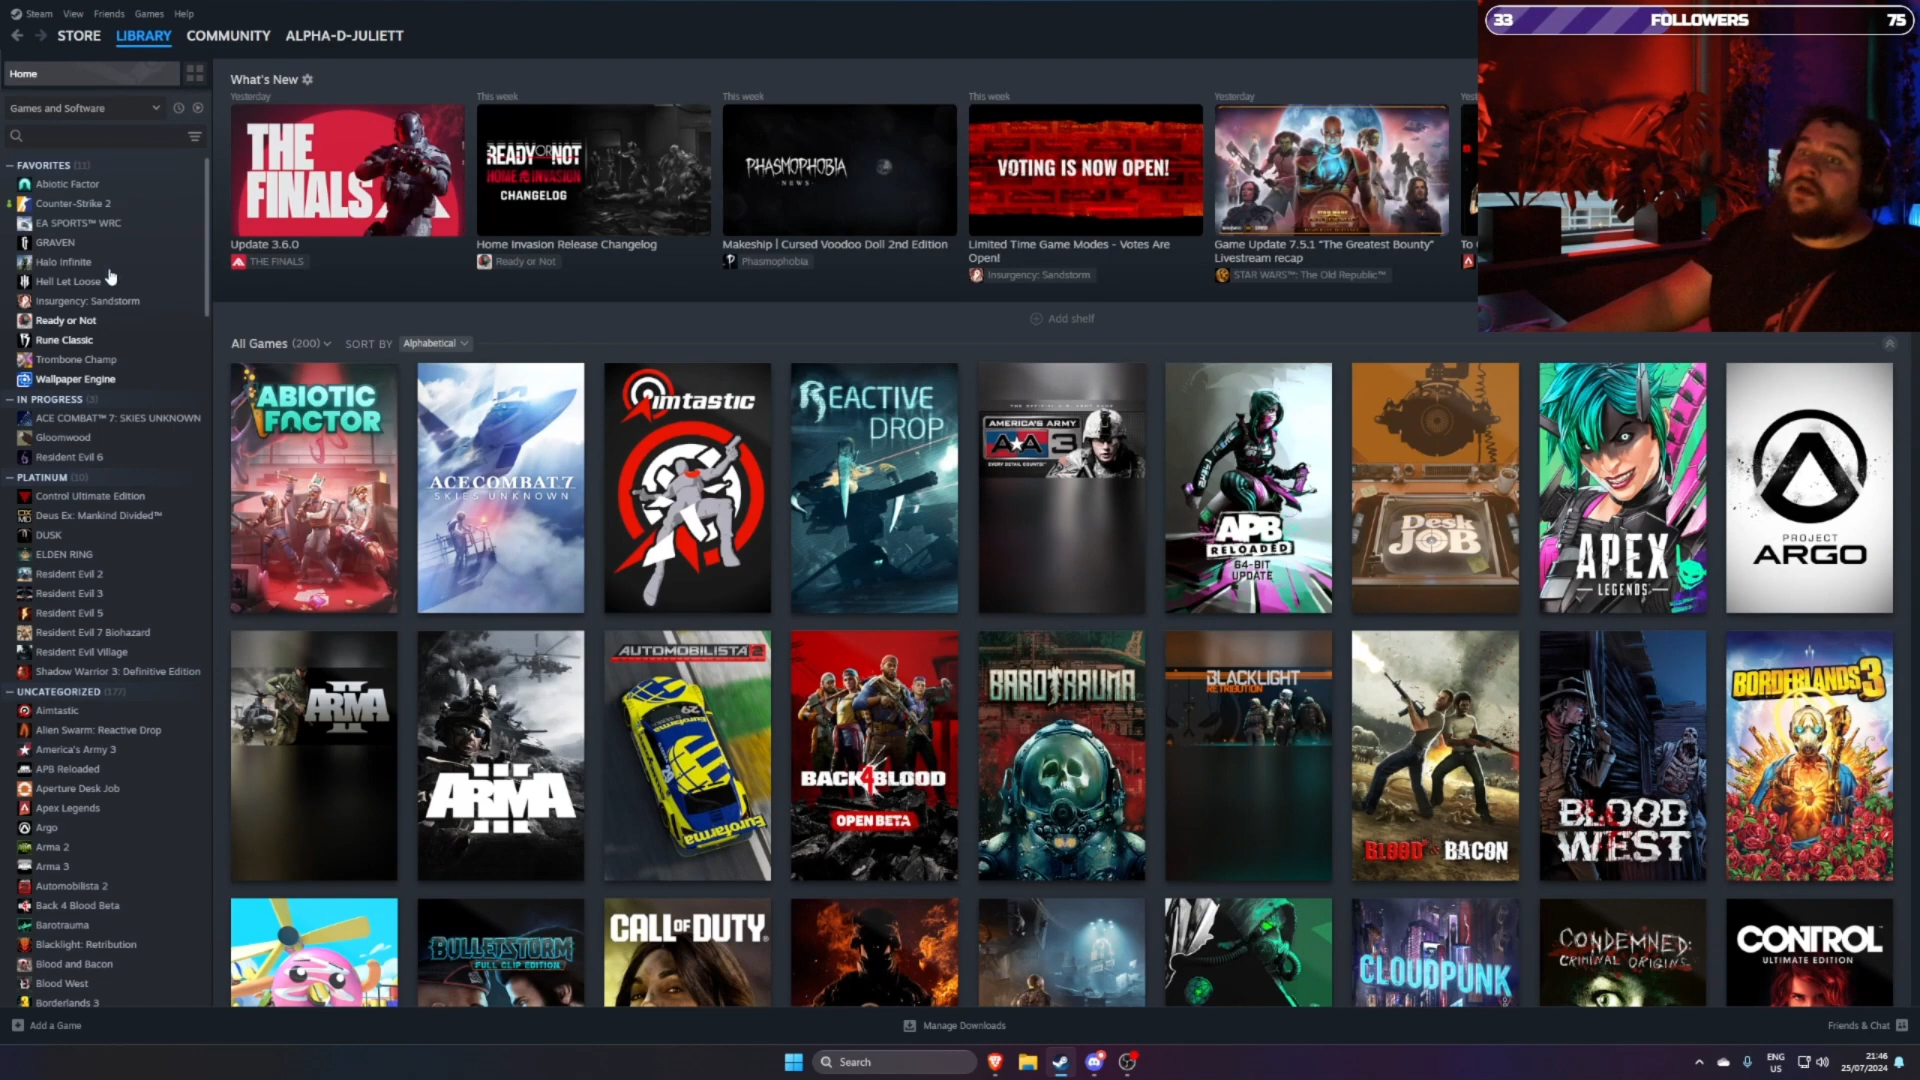 Steam View Friends Games Help
STORE LIBRARY COMMUNITY ALPHA-D-JULIETT
33 FOLLOWERS 75
Home
Games and Software
FAVORITES (11)
Abiotic Factor
Counter-Strike 2
EA SPORTS™ WRC
GRAVEN
Halo Infinite
Hell Let Loose
Insurgency: Sandstorm
Ready or Not
Rune Classic
Trombone Champ
Wallpaper Engine
IN PROGRESS (3)
ACE COMBAT™ 7: SKIES UNKNOWN
Gloomwood
Resident Evil 6
PLATINUM (10)
Control Ultimate Edition
Deus Ex: Mankind Divided™
DUSK
ELDEN RING
Resident Evil 2
Resident Evil 3
Resident Evil 5
Resident Evil 7 Biohazard
Resident Evil Village
Shadow Warrior 3: Definitive Edition
UNCATEGORIZED (177)
Aimtastic
Alien Swarm: Reactive Drop
America's Army 3
APB Reloaded
Aperture Desk Job
Apex Legends
Argo
Arma 2
Arma 3
Automobilista 2
Back 4 Blood Beta
Barotrauma
Blacklight: Retribution
Blood and Bacon
Blood West
Borderlands 3
What's New
Yesterday
THE FINALS
Update 3.6.0
THE FINALS
This week
READY OR NOT
HOME INVASION
CHANGELOG
Home Invasion Release Changelog
Ready or Not
This week
PHASMOPHOBIA
NEWS
Makeship | Cursed Voodoo Doll 2nd Edition
Phasmophobia
This week
VOTING IS NOW OPEN!
Limited Time Game Modes - Votes Are
Open!
Insurgency: Sandstorm
Yesterday
Game Update 7.5.1 "The Greatest Bounty"
Livestream recap
STAR WARS™: The Old Republic™
Yest
To
Add shelf
All Games (200) SORT BY Alphabetical
ABIOTIC
FACTOR
ACE COMBAT 7
SKIES UNKNOWN
aimtastic
REACTIVE
DROP
AMERICA'S ARMY
AA 3
EVERY DETAIL COUNTS
APB
RELOADED
64-BIT
UPDATE
Desk
JOB
APEX
LEGENDS
PROJECT
ARGO
ARMA II
ARMA
III
AUTOMOBILISTA 2
BACK 4 BLOOD
OPEN BETA
BAROTRAUMA
BLACKLIGHT
RETRIBUTION
BLOOD & BACON
BLOOD
WEST
BORDERLANDS 3
BULLETSTORM
FULL CLIP EDITION
CALL OF DUTY
CLOUDPUNK
CONDEMNED:
CRIMINAL ORIGINS
CONTROL
ULTIMATE EDITION
Add a Game
Manage Downloads
Friends & Chat
Search
ENG
US
21:46
25/07/2024